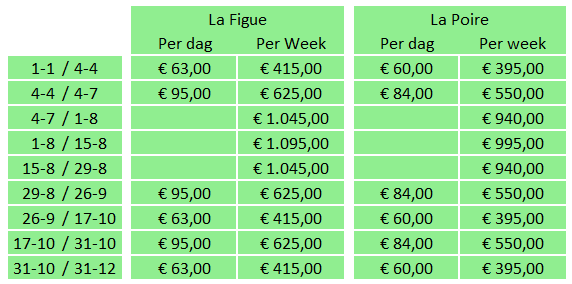 La Figue La Poire
Per dag Per Week Per dag Per week
1-1 / 4-4 € 63,00 € 415,00 € 60,00 € 395,00
4-4 / 4-7 € 95,00 € 625,00 € 84,00 € 550,00
4-7 / 1-8 € 1.045,00 € 940,00
1-8 / 15-8 € 1.095,00 € 995,00
15-8 / 29-8 € 1.045,00 € 940,00
29-8 / 26-9 € 95,00 € 625,00 € 84,00 € 550,00
26-9 / 17-10 € 63,00 € 415,00 € 60,00 € 395,00
17-10 / 31-10 € 95,00 € 625,00 € 84,00 € 550,00
31-10 / 31-12 € 63,00 € 415,00 € 60,00 € 395,00